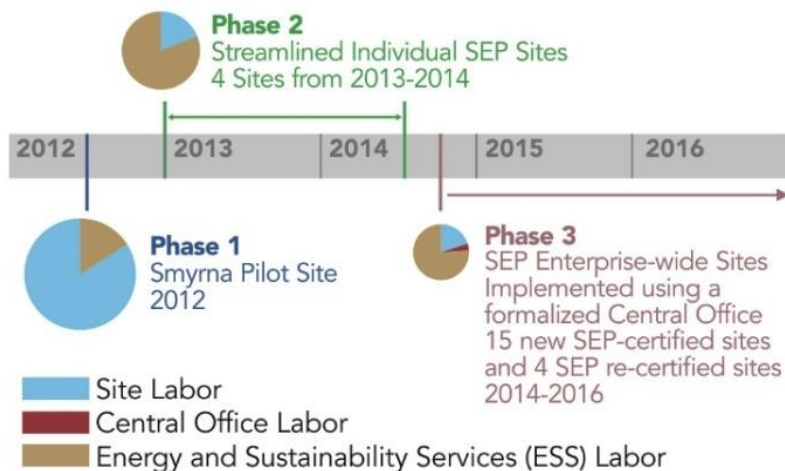 Phase 2
Streamlined Individual SEP Sites
4 Sites from 2013-2014
2012
2013
2014
2015
2016
Phase 1
Smyrna Pilot Site
2012
Phase 3
SEP Enterprise-wide Sites
Implemented using a
formalized Central Office
15 new SEP-certified sites
and 4 SEP re-certified sites
2014-2016
Site Labor
Central Office Labor
Energy and Sustainability Services (ESS) Labor